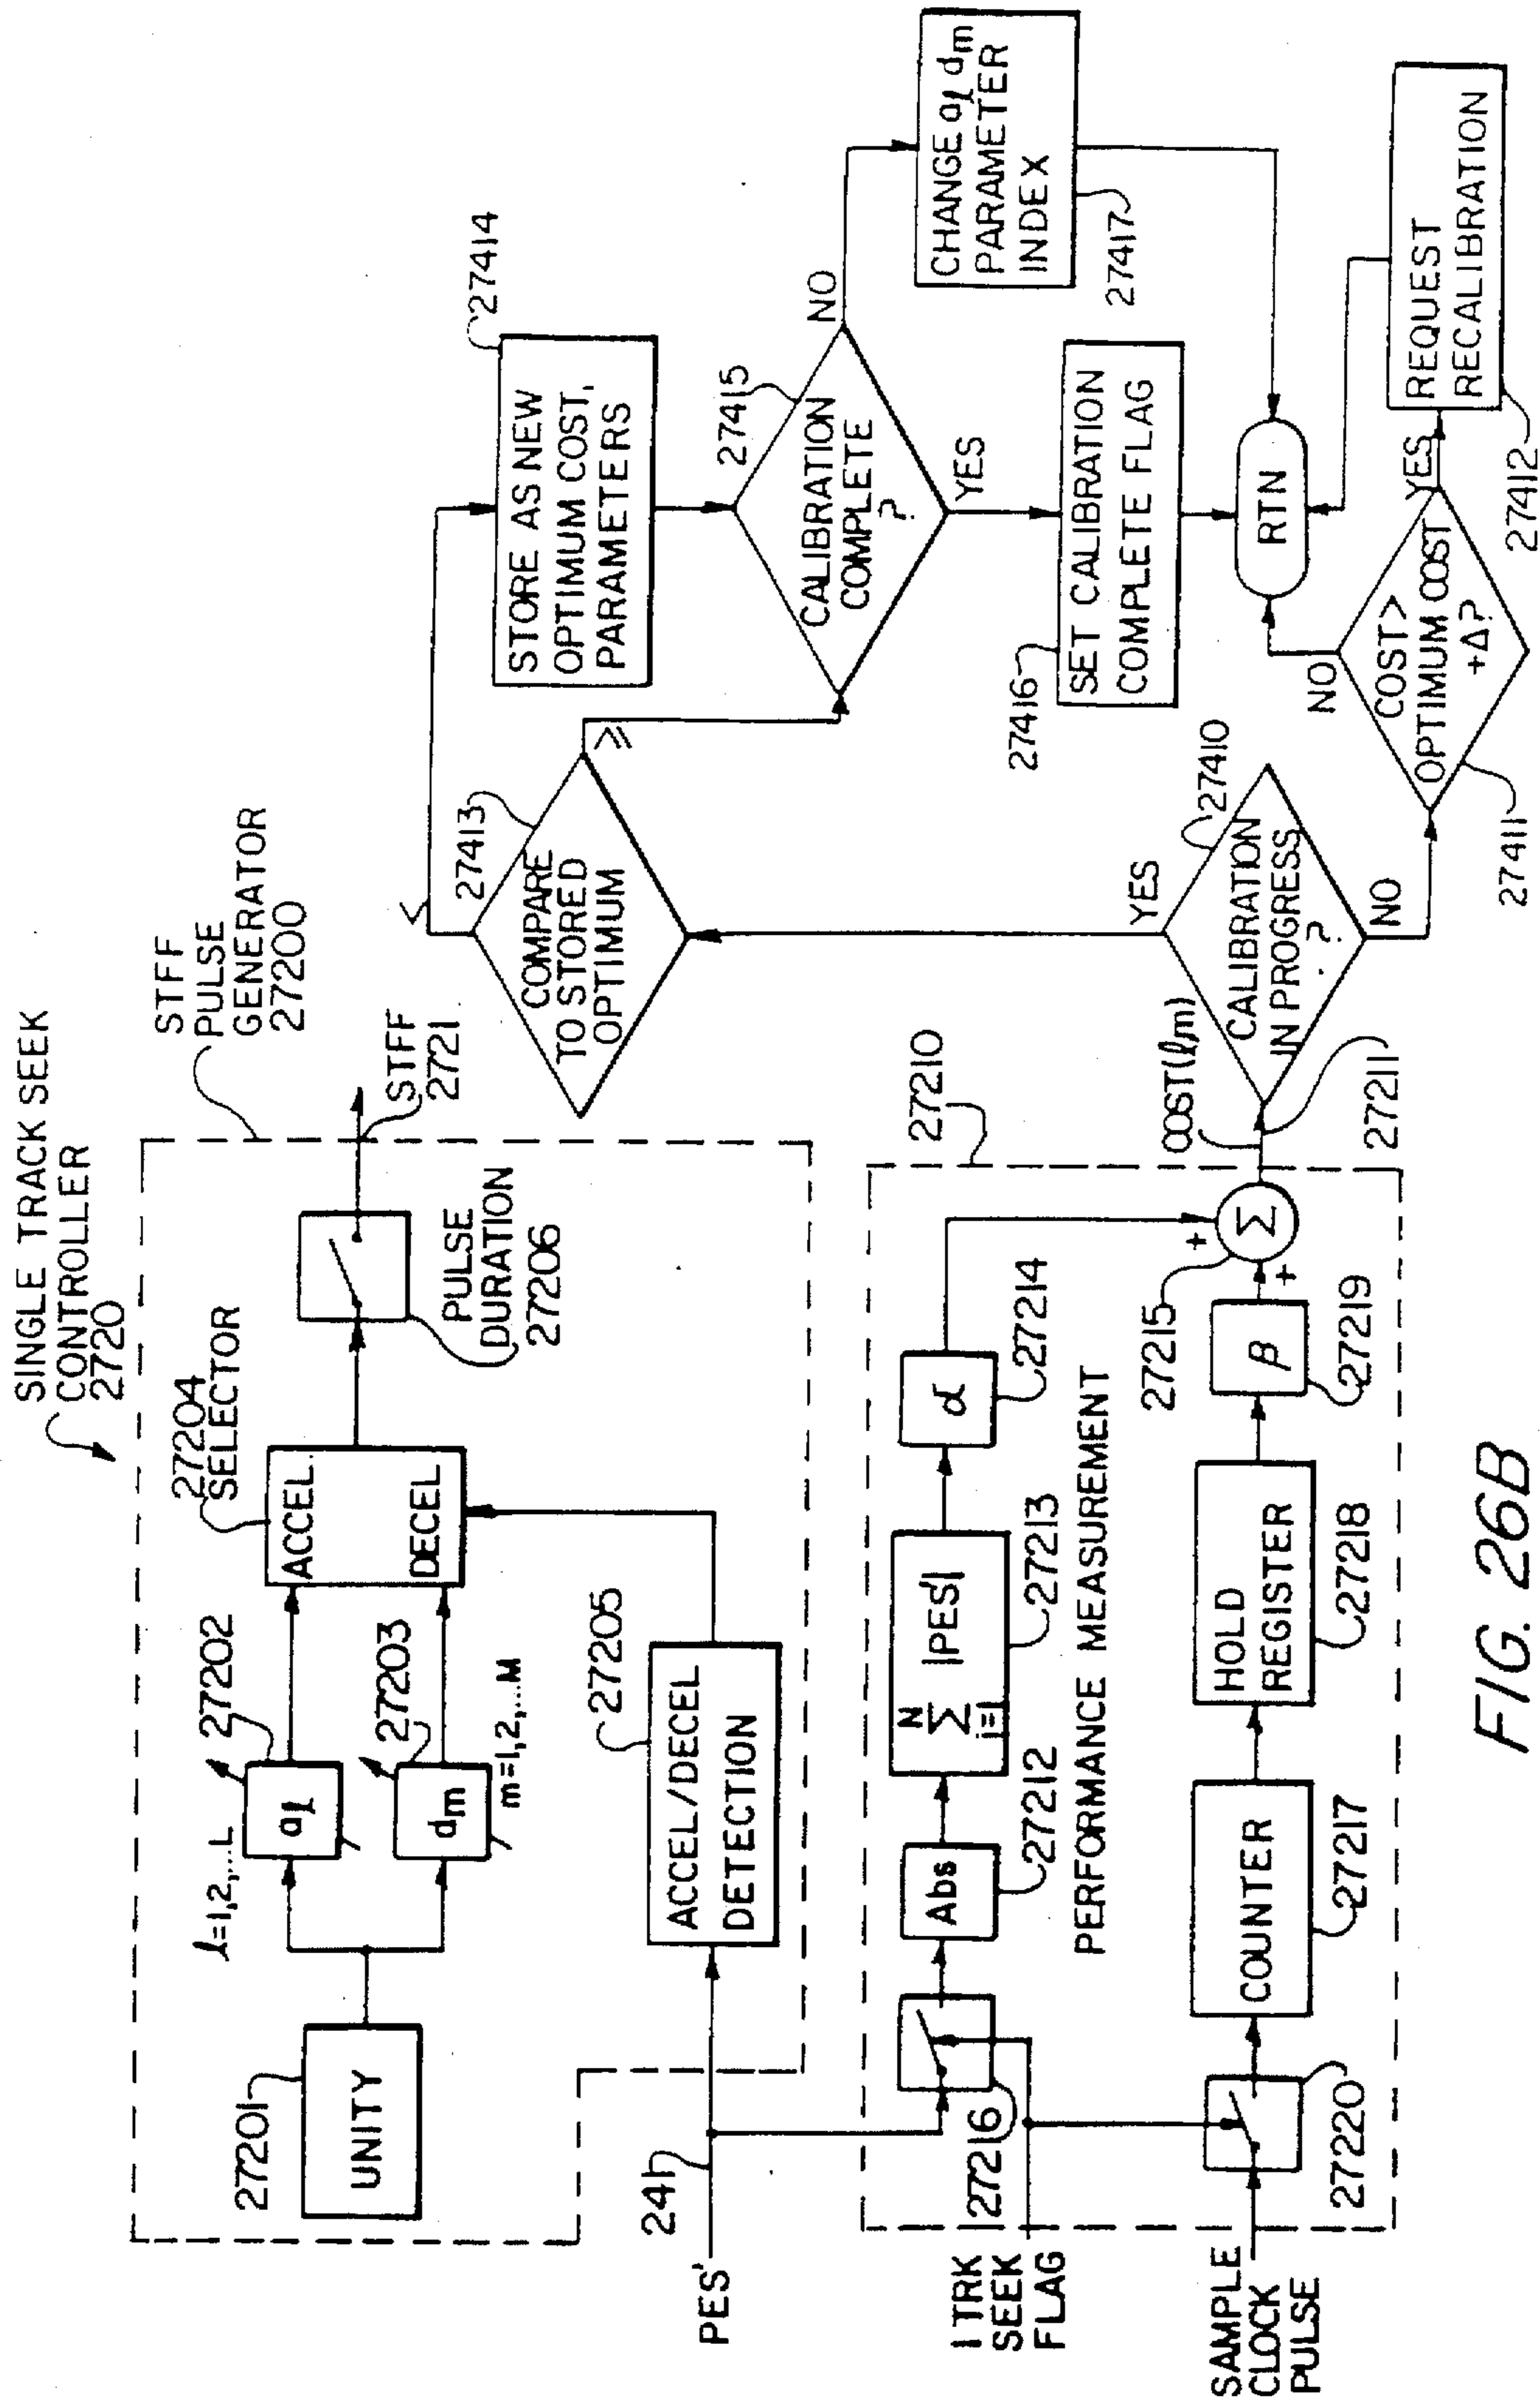 SINGLE TRACK SEEK
CONTROLLER
2720
STFF
PULSE
GENERATOR
27200
27201
UNITY
l=1,2,...L
27202
al
27203
dm
m=1,2,...M
27204
SELECTOR
ACCEL
DECEL
27205
ACCEL/DECEL
DETECTION
PULSE
DURATION
27206
STFF
2721
PES'
241
1 TRK
SEEK
FLAG
SAMPLE
CLOCK
PULSE
27210
27216
Abs
27212
N
Σ |PES'|
i=1
27213
α
27214
PERFORMANCE MEASUREMENT
27220
COUNTER
27217
HOLD
REGISTER
27218
β
27219
+
+
Σ
27215
COST(l,m)
27211
CALIBRATION
IN PROGRESS
?
27410
YES
NO
COMPARE
TO STORED
OPTIMUM
27413
<
≥
STORE AS NEW
OPTIMUM COST,
PARAMETERS
27414
CALIBRATION
COMPLETE
?
27415
NO
YES
CHANGE al dm
PARAMETER
INDEX
27417
SET CALIBRATION
COMPLETE FLAG
27416
RTN
COST>
OPTIMUM COST
+Δ?
27411
NO
YES
REQUEST
RECALIBRATION
27412
FIG. 26B